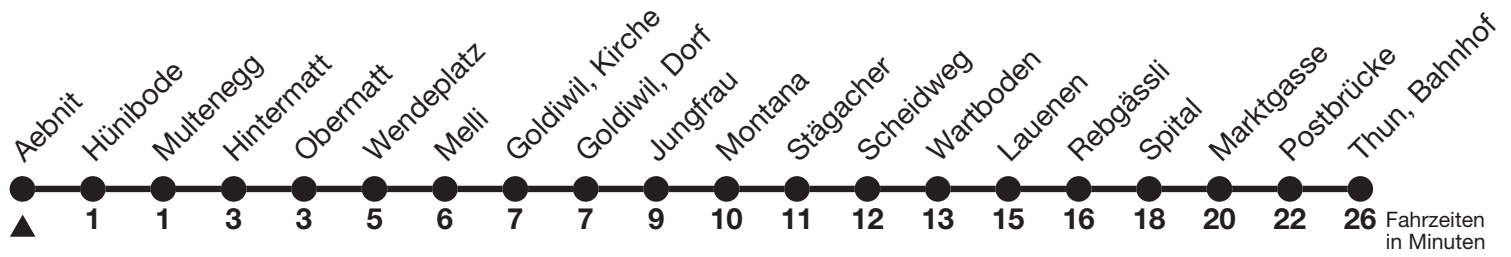 Aebnit
Hünibode
Multenegg
Hintermatt
Obermatt
Wendeplatz
Melli
Goldiwil, Kirche
Goldiwil, Dorf
Jungfrau
Montana
Stägacher
Scheidweg
Wartboden
Lauenen
Rebgässli
Spital
Marktgasse
Postbrücke
Thun, Bahnhof
1 1 3 3 5 6 7 7 9 10 11 12 13 15 16 18 20 22 26 Fahrzeiten
in Minuten